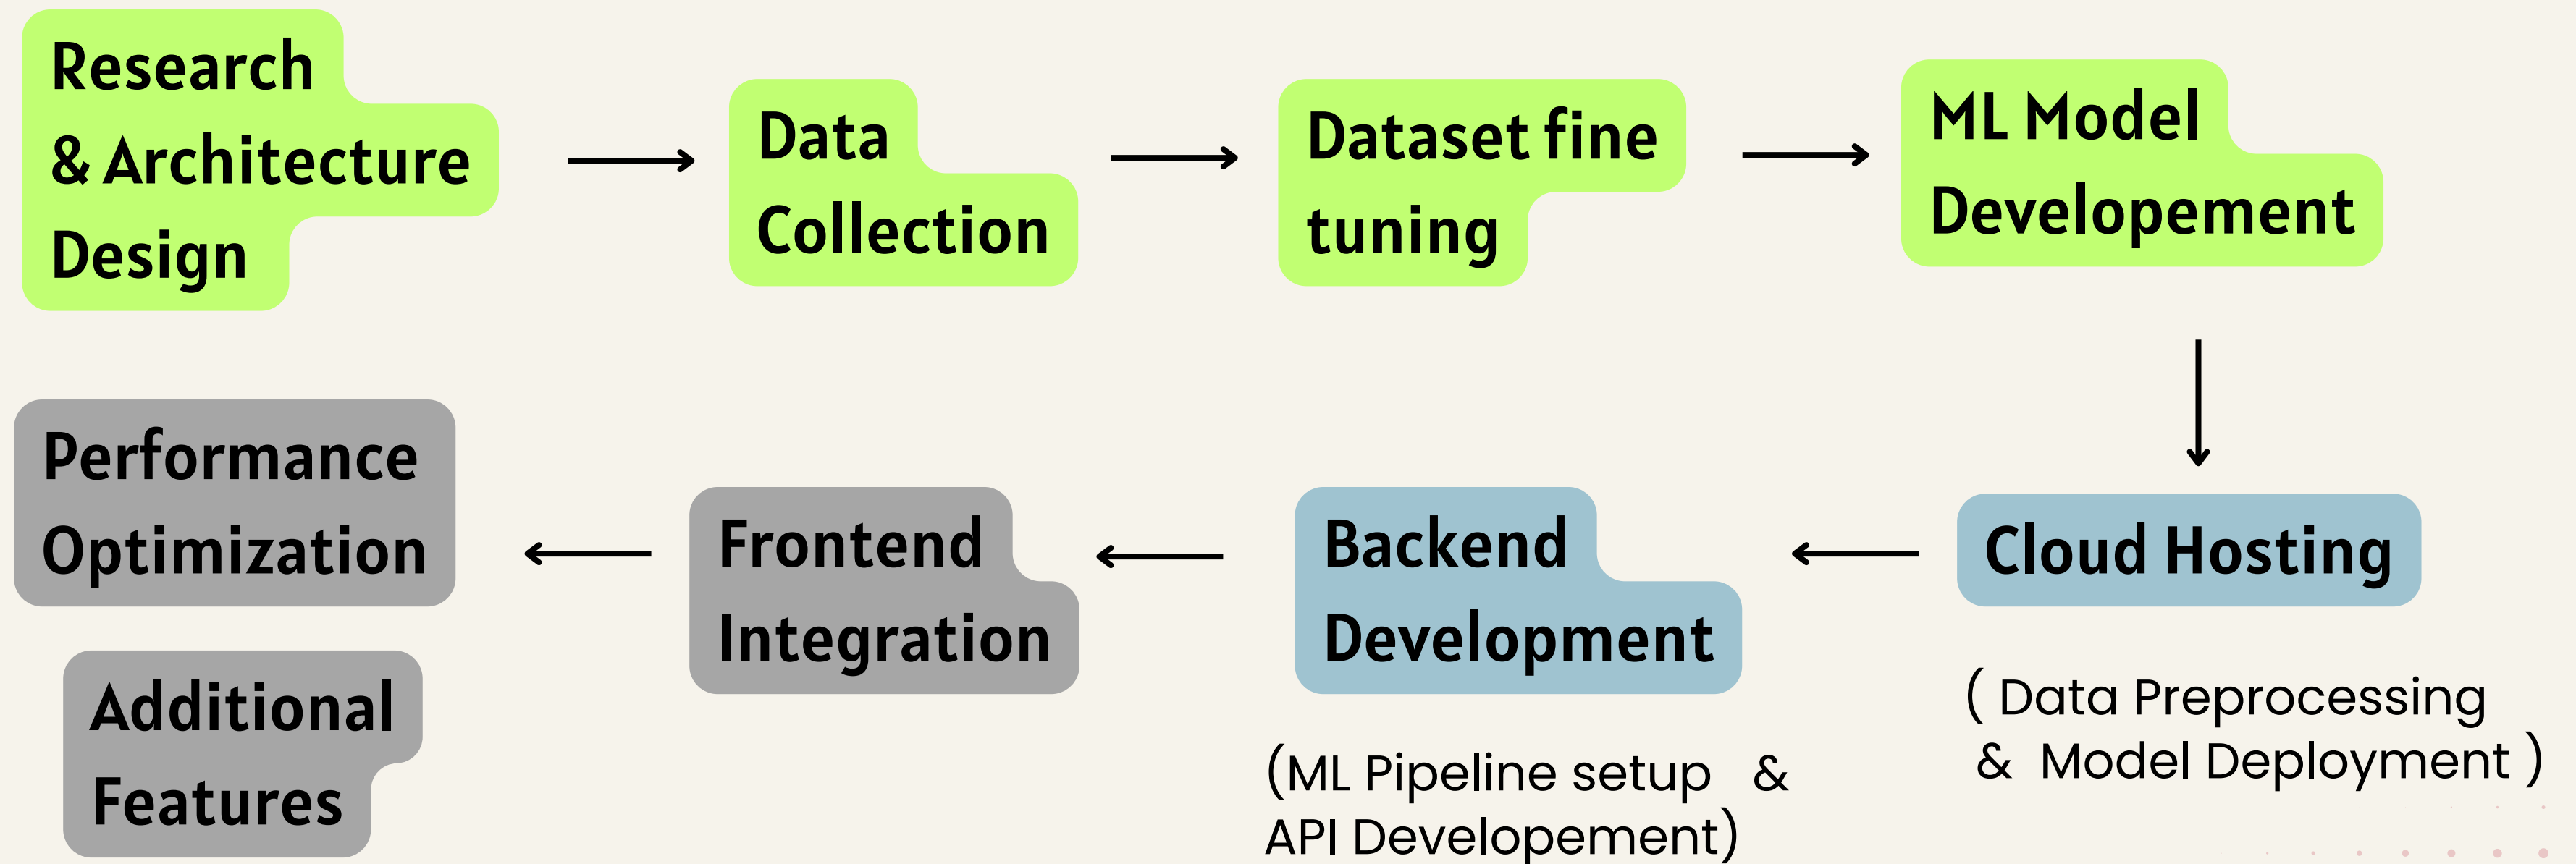 Research
& Architecture
Design
Data
Collection
Dataset fine
tuning
ML Model
Developement
Cloud Hosting
( Data Preprocessing
& Model Deployment )
Backend
Development
(ML Pipeline setup &
API Developement)
Frontend
Integration
Performance
Optimization
Additional
Features